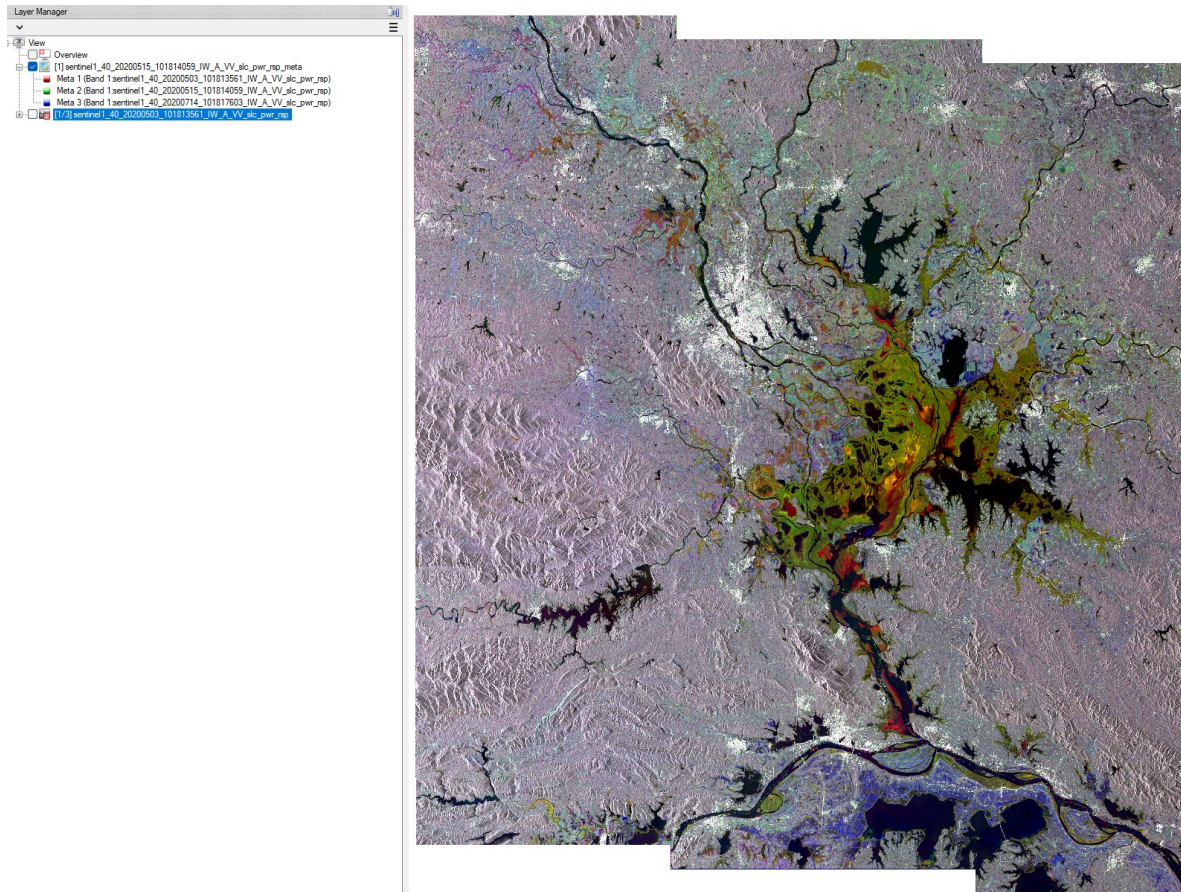 Layer Manager
View
Overview
[1] sentinel1_40_20200515_101814059_IW_A_VV_slc_pwr_rsp_meta
Meta 1 (Band 1:sentinel1_40_20200503_101813561_IW_A_VV_slc_pwr_rsp)
Meta 2 (Band 1:sentinel1_40_20200515_101814059_IW_A_VV_slc_pwr_rsp)
Meta 3 (Band 1:sentinel1_40_20200714_101817603_IW_A_VV_slc_pwr_rsp)
[1/3] sentinel1_40_20200503_101813561_IW_A_VV_slc_pwr_rsp